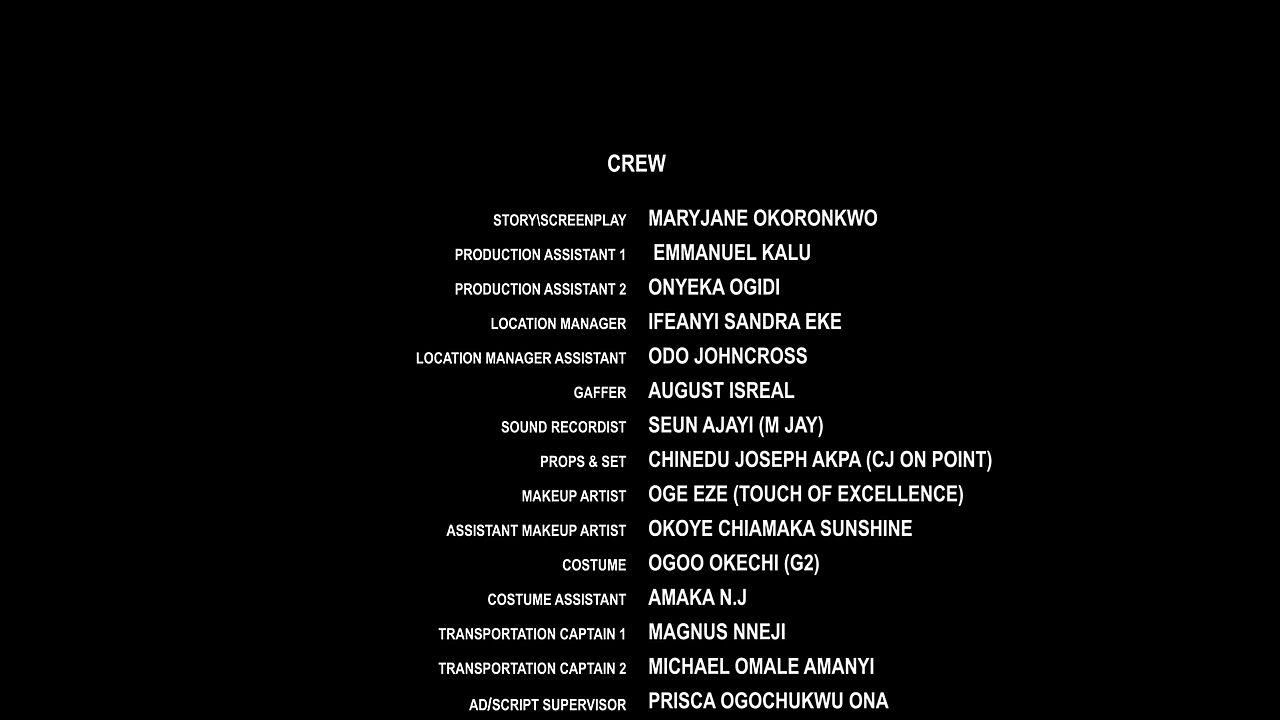 CREW
STORY\SCREENPLAY MARYJANE OKORONKWO
PRODUCTION ASSISTANT 1 EMMANUEL KALU
PRODUCTION ASSISTANT 2 ONYEKA OGIDI
LOCATION MANAGER IFEANYI SANDRA EKE
LOCATION MANAGER ASSISTANT ODO JOHNCROSS
GAFFER AUGUST ISREAL
SOUND RECORDIST SEUN AJAYI (M JAY)
PROPS & SET CHINEDU JOSEPH AKPA (CJ ON POINT)
MAKEUP ARTIST OGE EZE (TOUCH OF EXCELLENCE)
ASSISTANT MAKEUP ARTIST OKOYE CHIAMAKA SUNSHINE
COSTUME OGOO OKECHI (G2)
COSTUME ASSISTANT AMAKA N.J
TRANSPORTATION CAPTAIN 1 MAGNUS NNEJI
TRANSPORTATION CAPTAIN 2 MICHAEL OMALE AMANYI
AD/SCRIPT SUPERVISOR PRISCA OGOCHUKWU ONA